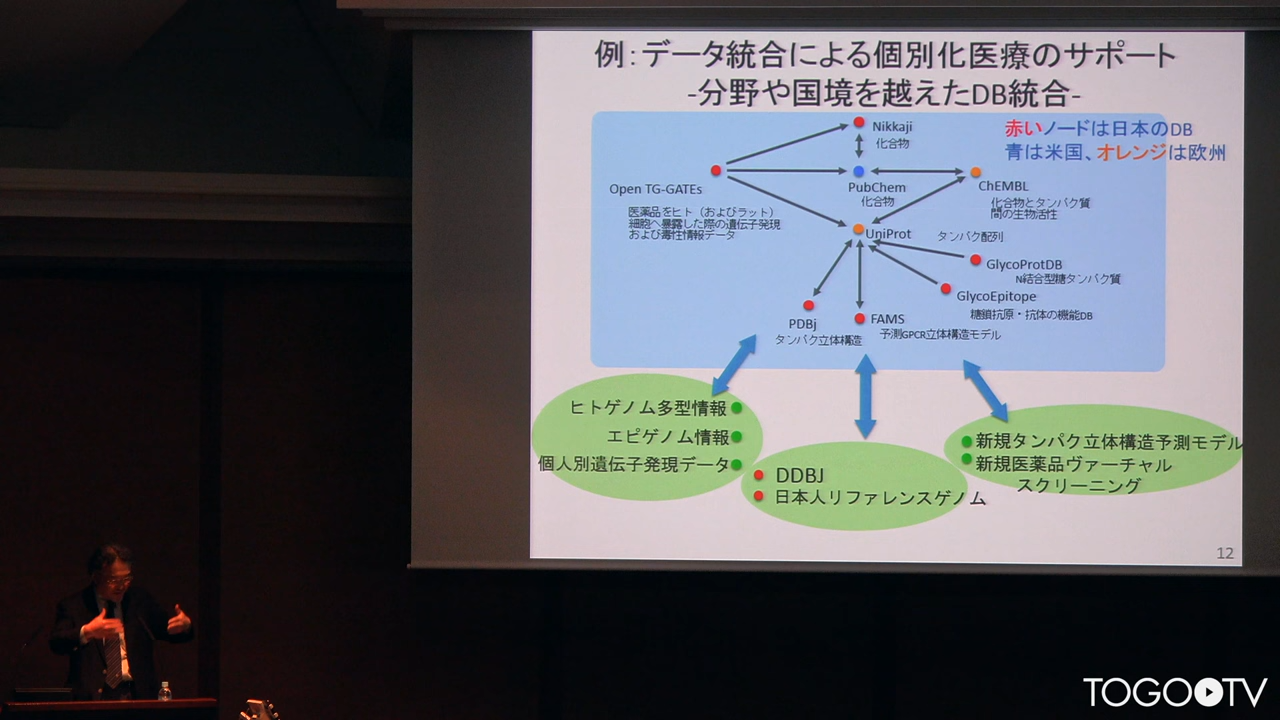 例：データ統合による個別化医療のサポート
-分野や国境を越えたDB統合-
赤いノードは日本のDB
青は米国、オレンジは欧州
Nikkaji
化合物
Open TG-GATEs
医薬品をヒト（およびラット）
細胞へ暴露した際の遺伝子発現
および毒性情報データ
PubChem
化合物
ChEMBL
化合物とタンパク質
間の生物活性
UniProt
タンパク配列
GlycoProtDB
N結合型糖タンパク質
GlycoEpitope
糖鎖抗原・抗体の機能DB
PDBj
タンパク立体構造
FAMS
予測GPCR立体構造モデル
ヒトゲノム多型情報
エピゲノム情報
個人別遺伝子発現データ
DDBJ
日本人リファレンスゲノム
新規タンパク立体構造予測モデル
新規医薬品ヴァーチャル
スクリーニング
12
TOGO TV